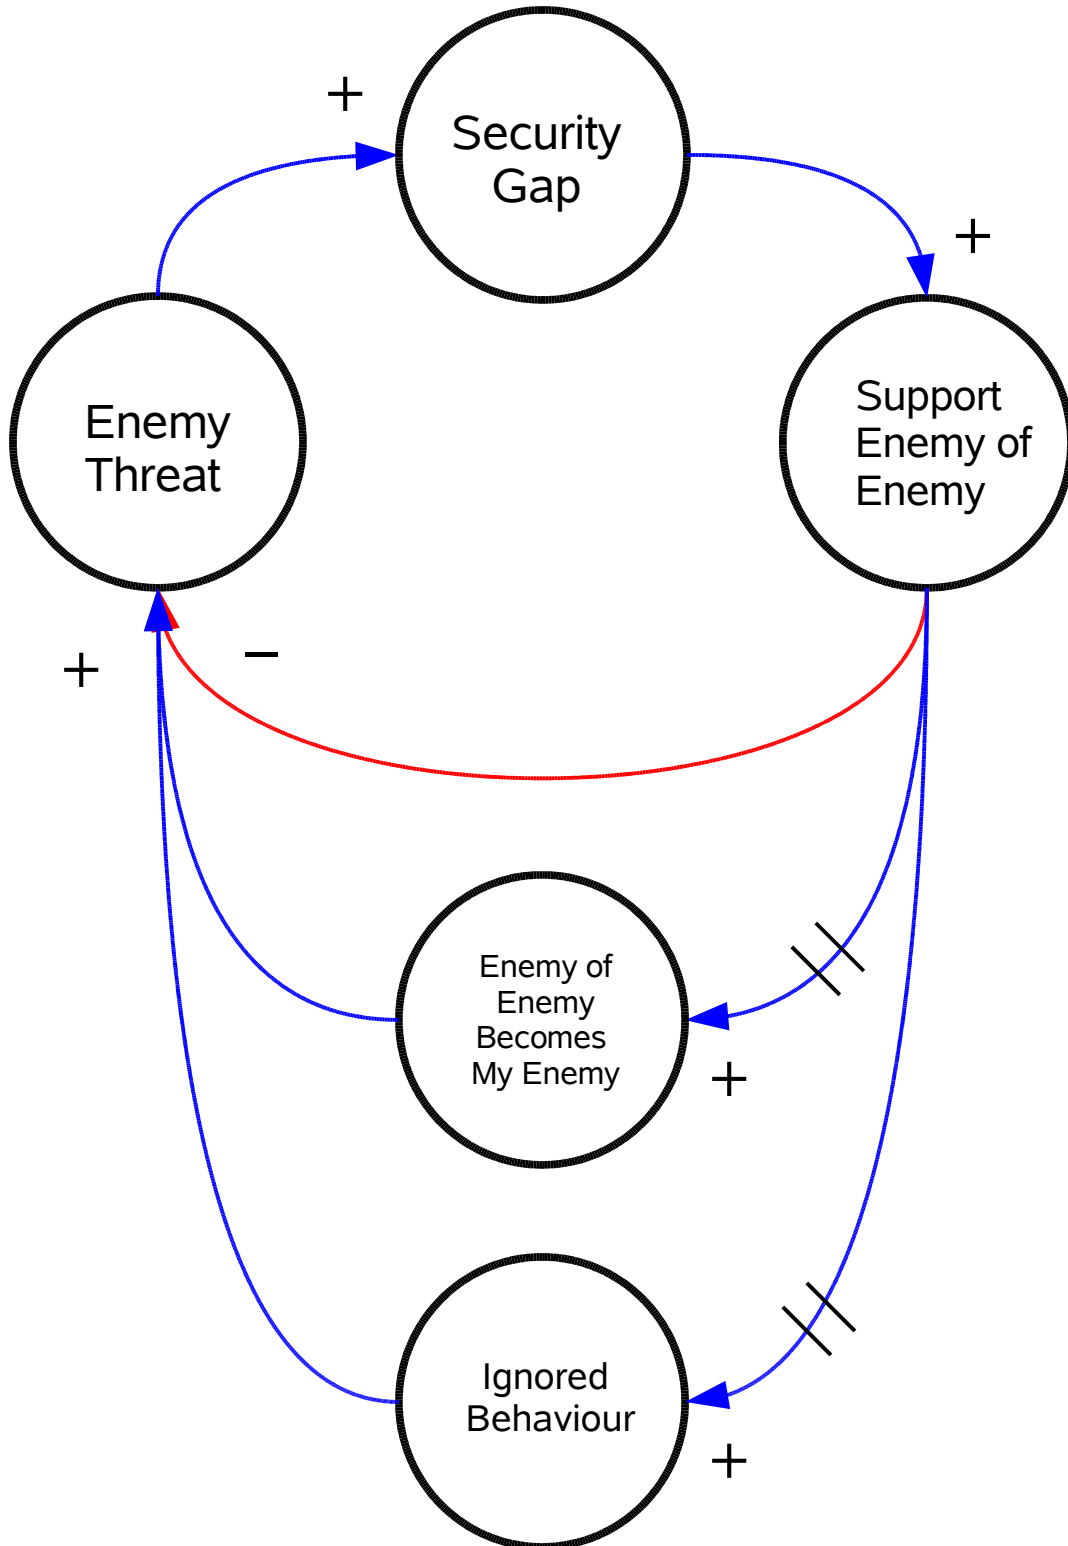 +
Security
Gap
+
Enemy
Threat
Support
Enemy of
Enemy
+
−
Enemy of
Enemy
Becomes
My Enemy
+
Ignored
Behaviour
+